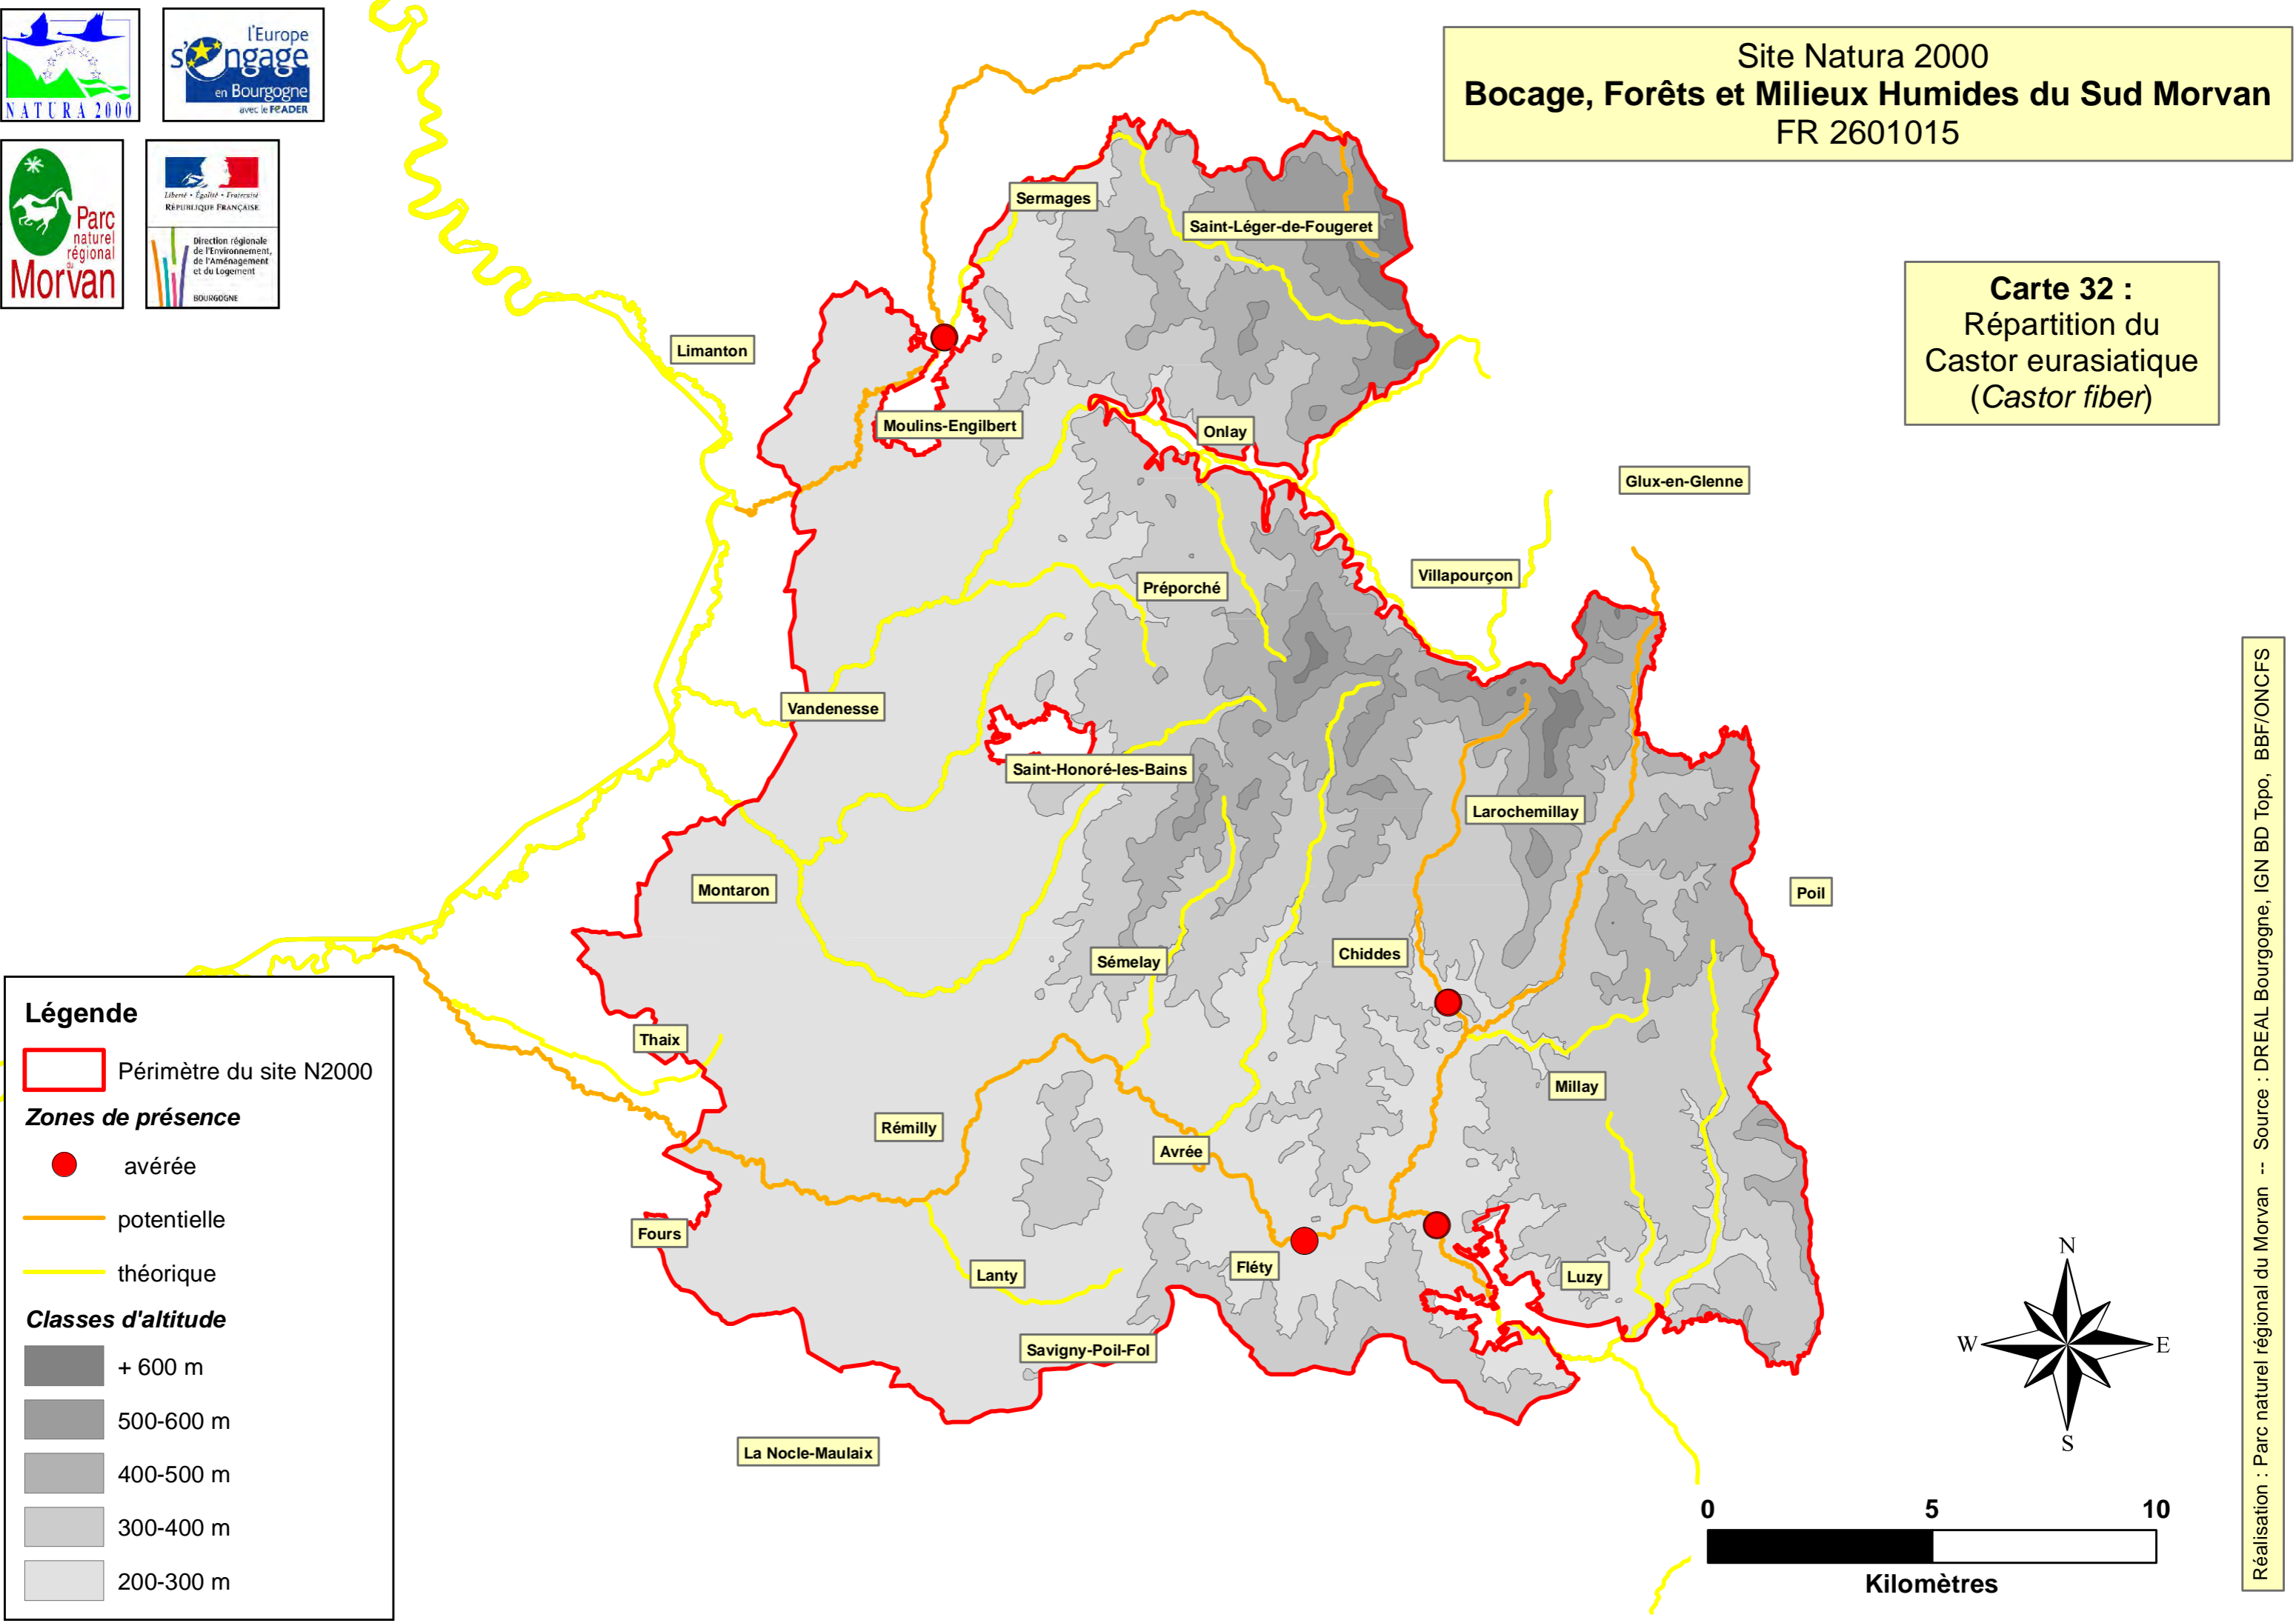 NATURA 2000
l'Europe
s'engage
en Bourgogne
avec le FEADER
Parc
naturel
régional
du
Morvan
Liberté • Égalité • Fraternité
RÉPUBLIQUE FRANÇAISE
Direction régionale
de l'Environnement,
de l'Aménagement
et du Logement
BOURGOGNE
Site Natura 2000
Bocage, Forêts et Milieux Humides du Sud Morvan
FR 2601015
Carte 32 :
Répartition du
Castor eurasiatique
(Castor fiber)
Sermages
Saint-Léger-de-Fougeret
Limanton
Moulins-Engilbert
Onlay
Glux-en-Glenne
Villapourçon
Préporché
Vandenesse
Saint-Honoré-les-Bains
Larochemillay
Montaron
Poil
Chiddes
Sémelay
Thaix
Millay
Rémilly
Avrée
Fours
Fléty
Lanty
Luzy
Savigny-Poil-Fol
La Nocle-Maulaix
Légende
Périmètre du site N2000
Zones de présence
avérée
potentielle
théorique
Classes d'altitude
+ 600 m
500-600 m
400-500 m
300-400 m
200-300 m
N
W
E
S
0 5 10
Kilomètres
Réalisation : Parc naturel régional du Morvan -- Source : DREAL Bourgogne, IGN BD Topo, BBF/ONCFS